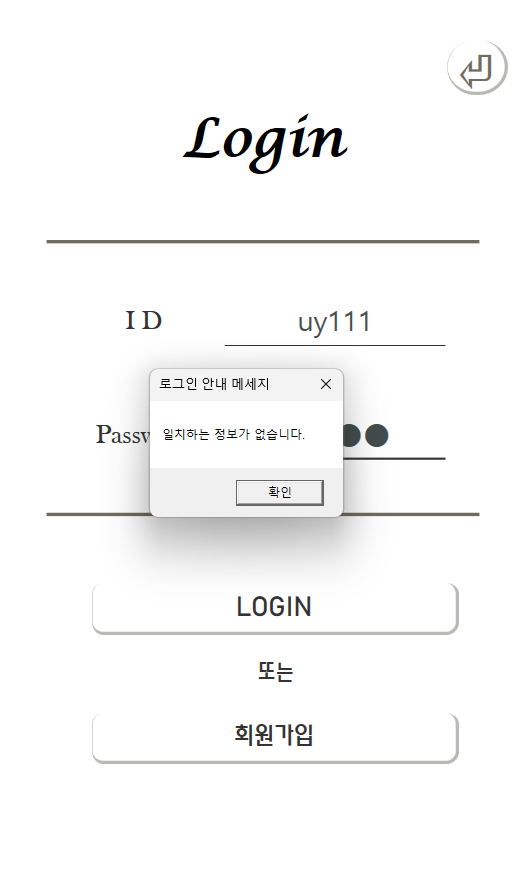 Login
ID
uy111
로그인 안내 메세지
Passw
일치하는 정보가 없습니다.
확인
LOGIN
또는
회원가입